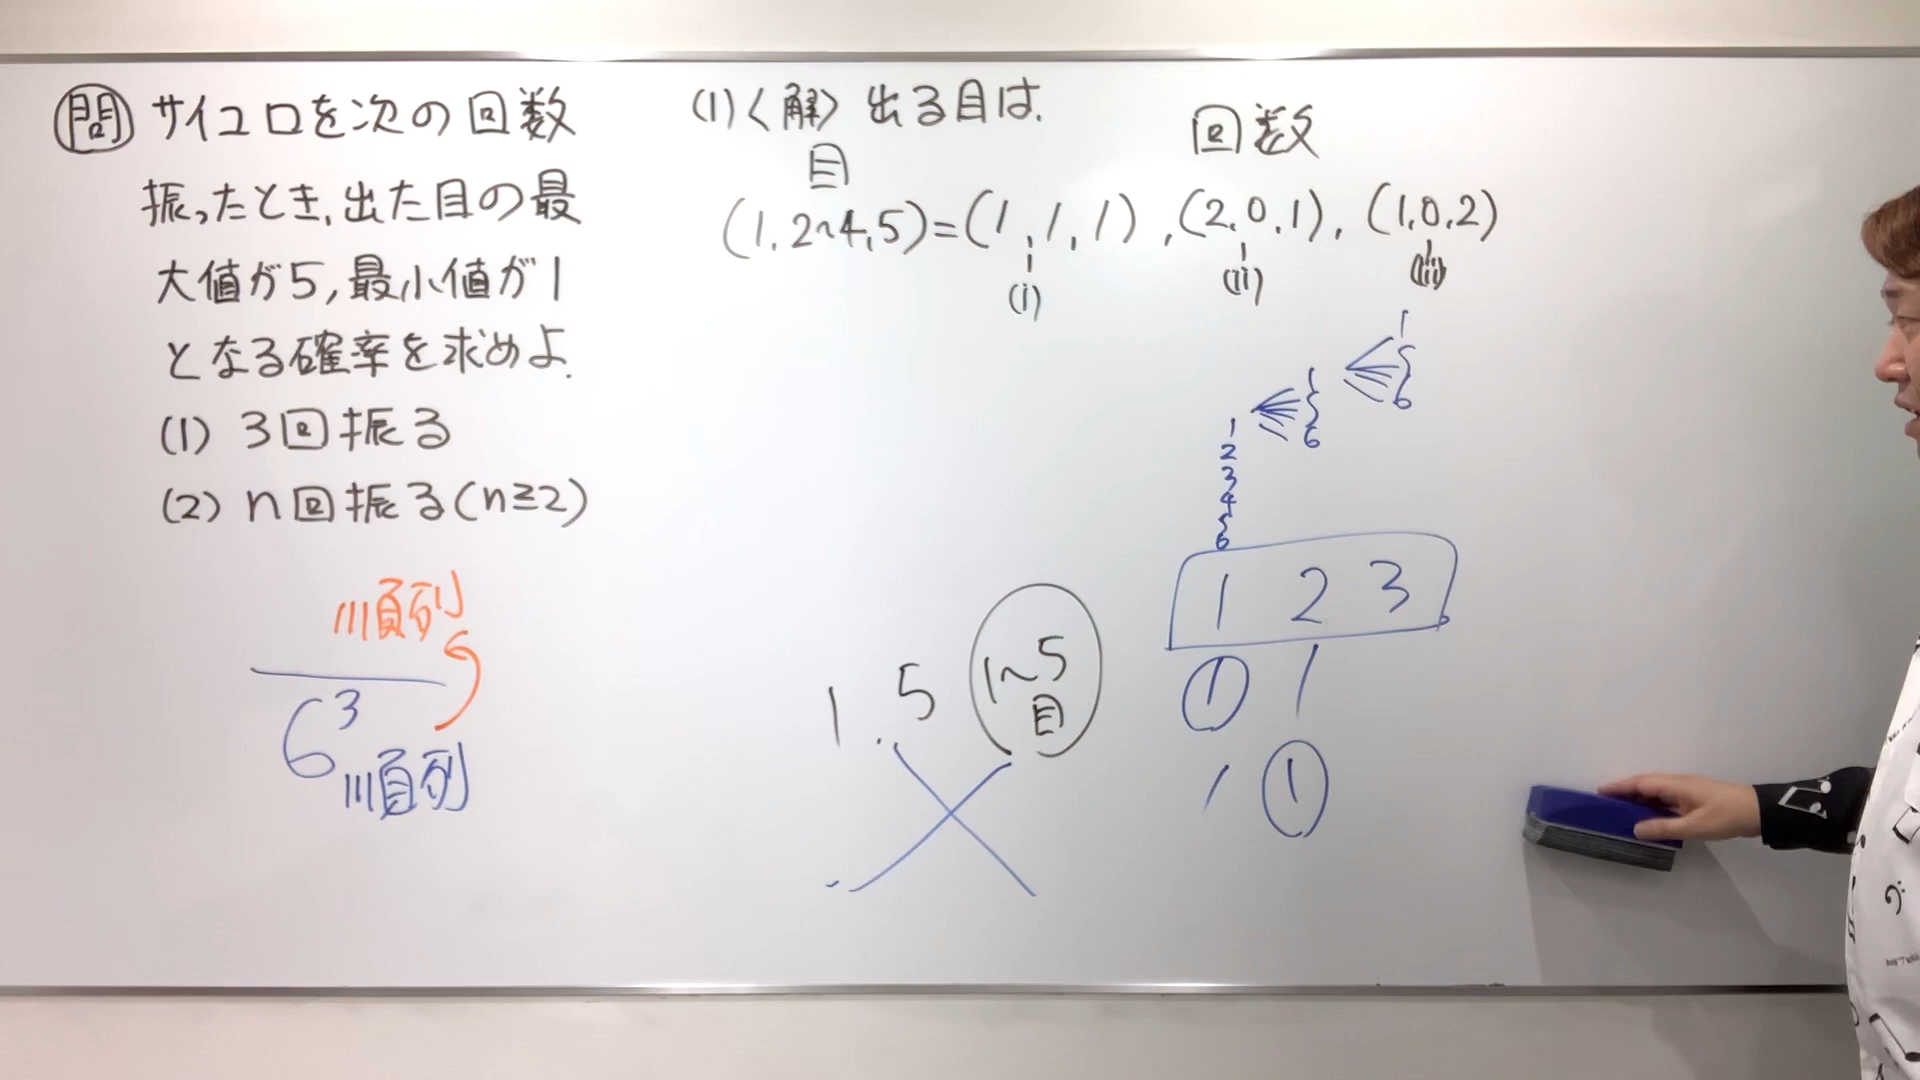 問 サイコロを次の回数
振ったとき,出た目の最
大値が5,最小値が1
となる確率を求めよ.
(1) 3回振る
(2) n回振る(n≧2)
順列
6³
順列
(1)〈解〉出る目は.
目
回数
(1,2~4,5)=(1,1,1),(2,0,1),(1,0,2)
(i)
(ii)
(iii)
1
5
6
1
6
1
2
3
4
5
6
1 2 3
1 1
1 1
1.5 1~5
目